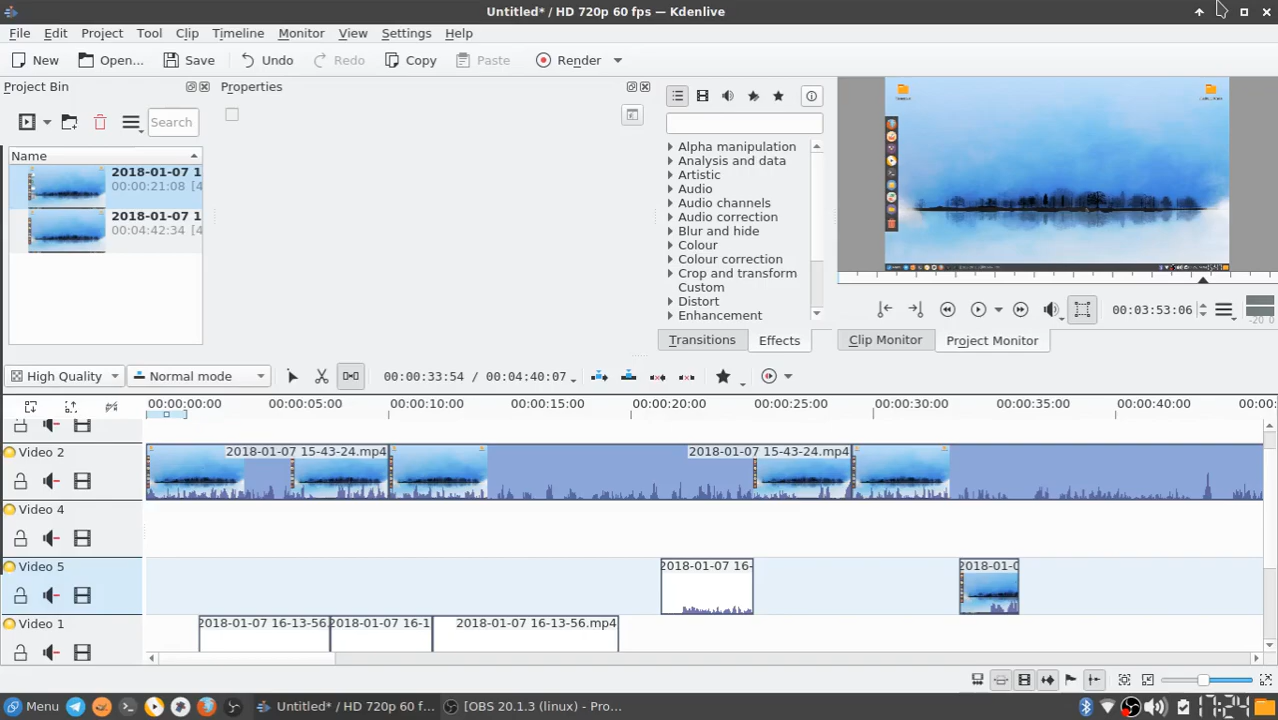 Untitled* / HD 720p 60 fps — Kdenlive
File Edit Project Tool Clip Timeline Monitor View Settings Help
New Open... Save Undo Redo Copy Paste Render
Project Bin
Properties
Search
Name
2018-01-07 1
00:00:21:08 [4
2018-01-07 1
00:04:42:34 [4
Alpha manipulation
Analysis and data
Artistic
Audio
Audio channels
Audio correction
Blur and hide
Colour
Colour correction
Crop and transform
Custom
Distort
Enhancement
Transitions Effects
00:03:53:06
-20 0
Clip Monitor Project Monitor
High Quality Normal mode 00:00:33:54 / 00:04:40:07
00:00:00:00 00:00:05:00 00:00:10:00 00:00:15:00 00:00:20:00 00:00:25:00 00:00:30:00 00:00:35:00 00:00:40:00 00:00:
Video 2
2018-01-07 15-43-24.mp4 2018-01-07 15-43-24.mp4
Video 4
Video 5
2018-01-07 16- 2018-01-0
Video 1
2018-01-07 16-13-56. 2018-01-07 16-1 2018-01-07 16-13-56.mp4
Menu Untitled* / HD 720p 60 f... [OBS 20.1.3 (linux) - Pro... 17:24